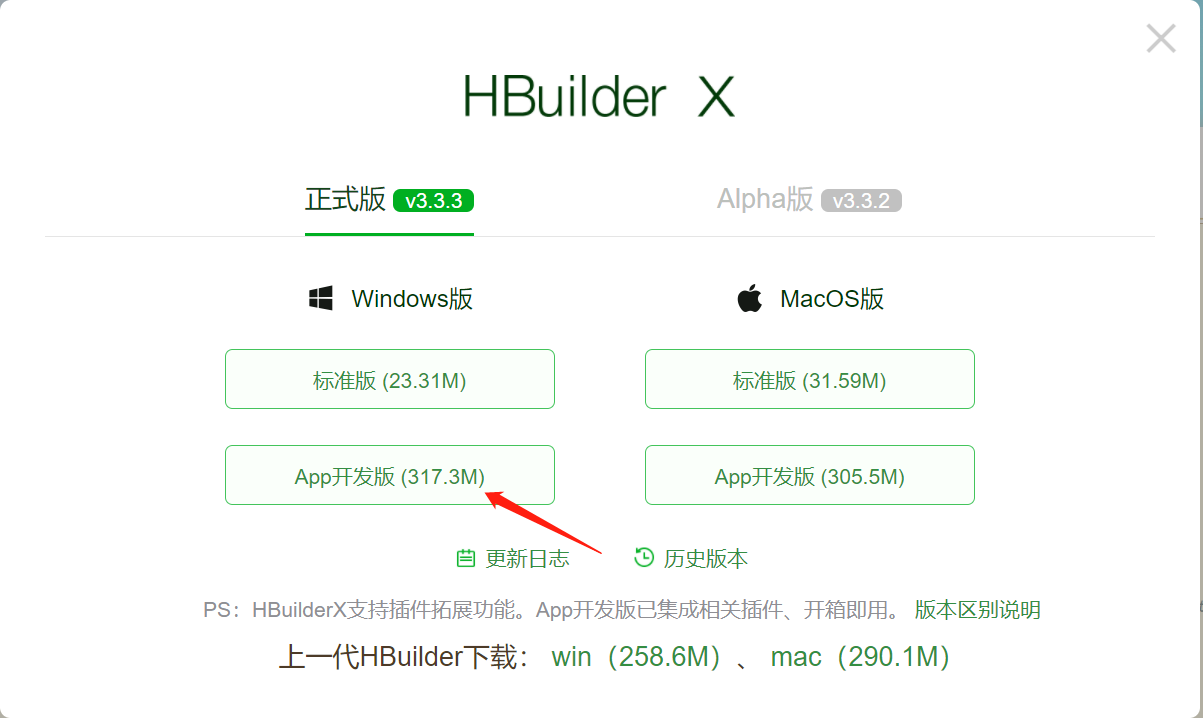 HBuilder X
正式版 v3.3.3 Alpha版 v3.3.2
Windows版 MacOS版
标准版 (23.31M) 标准版 (31.59M)
App开发版 (317.3M) App开发版 (305.5M)
更新日志 历史版本
PS：HBuilderX支持插件拓展功能。App开发版已集成相关插件、开箱即用。 版本区别说明
上一代HBuilder下载： win（258.6M）、 mac（290.1M）